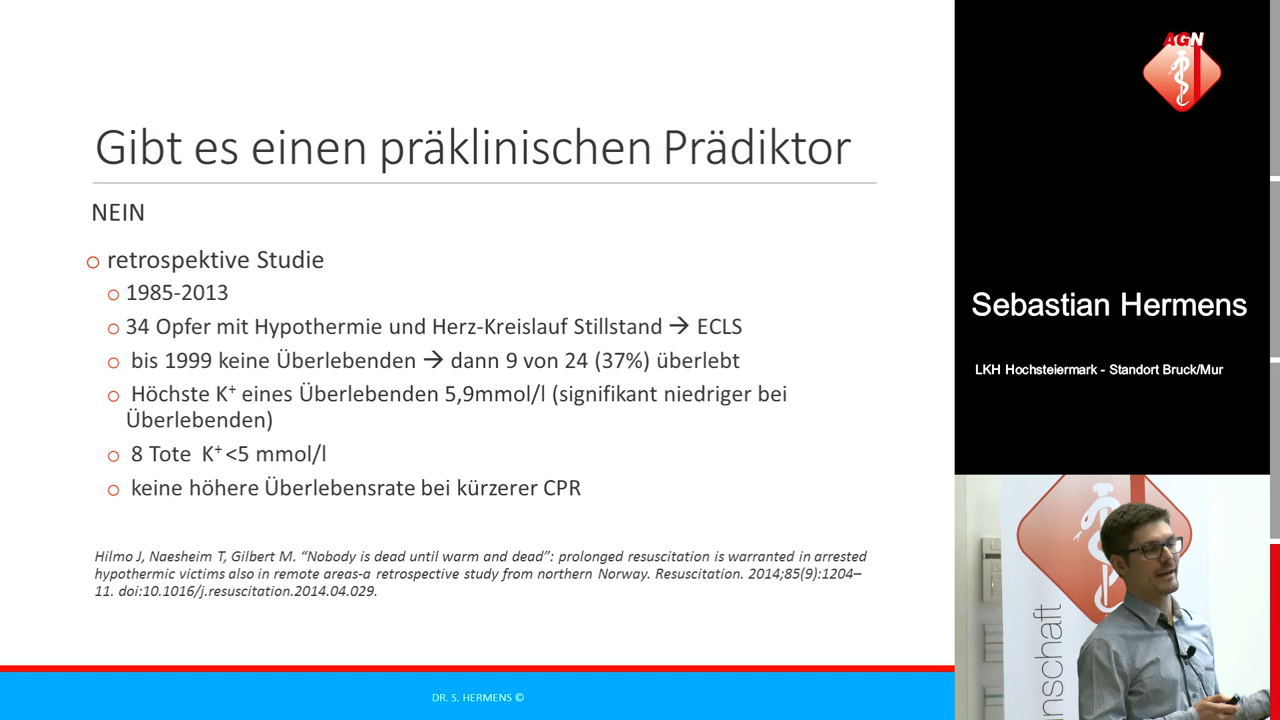 Gibt es einen präklinischen Prädiktor
NEIN
retrospektive Studie
1985-2013
34 Opfer mit Hypothermie und Herz-Kreislauf Stillstand → ECLS
bis 1999 keine Überlebenden → dann 9 von 24 (37%) überlebt
Höchste K⁺ eines Überlebenden 5,9mmol/l (signifikant niedriger bei
Überlebenden)
8 Tote K⁺ <5 mmol/l
keine höhere Überlebensrate bei kürzerer CPR
Hilmo J, Naesheim T, Gilbert M. “Nobody is dead until warm and dead”: prolonged resuscitation is warranted in arrested
hypothermic victims also in remote areas-a retrospective study from northern Norway. Resuscitation. 2014;85(9):1204–
11. doi:10.1016/j.resuscitation.2014.04.029.
DR. S. HERMENS ©
AGN
Sebastian Hermens
LKH Hochsteiermark - Standort Bruck/Mur
nschaft